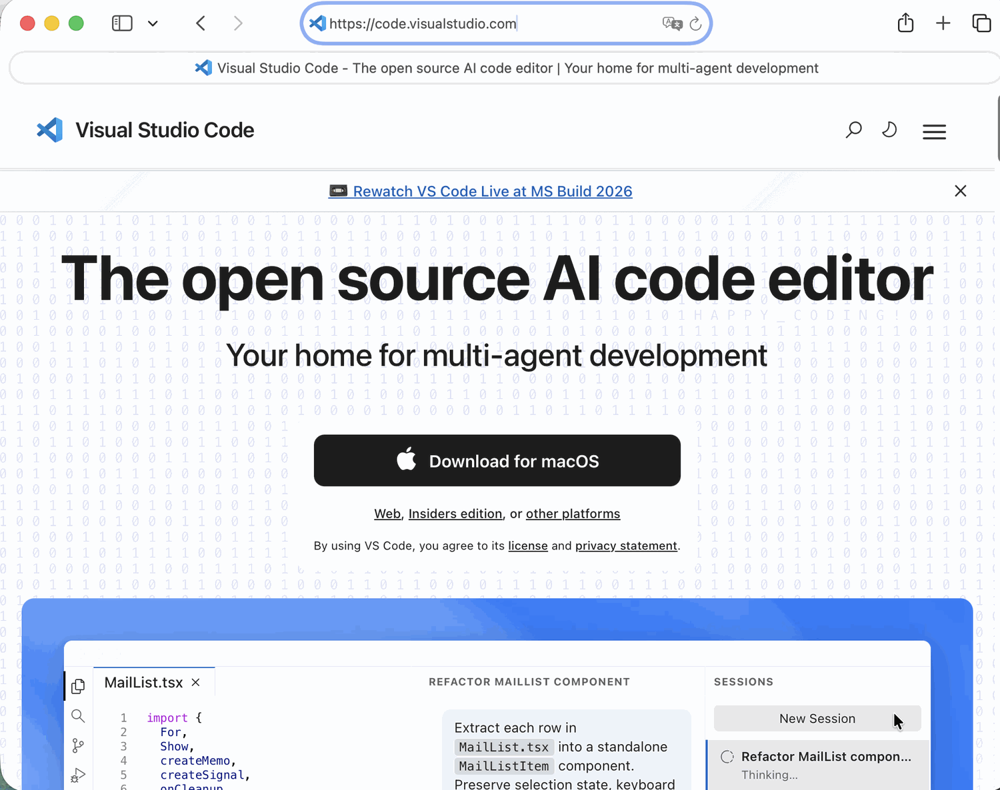 https://code.visualstudio.com
Visual Studio Code - The open source AI code editor | Your home for multi-agent development
Visual Studio Code
Rewatch VS Code Live at MS Build 2026
The open source AI code editor
HAPPY_CODING
Your home for multi-agent development
Download for macOS
Web, Insiders edition, or other platforms
By using VS Code, you agree to its license and privacy statement.
MailList.tsx
REFACTOR MAILLIST COMPONENT
SESSIONS
1 import {
2 For,
3 Show,
4 createMemo,
5 createSignal,
6 onCleanup
Extract each row in
MailList.tsx into a standalone
MailListItem component.
Preserve selection state, keyboard
New Session
Refactor MailList compon...
Thinking...